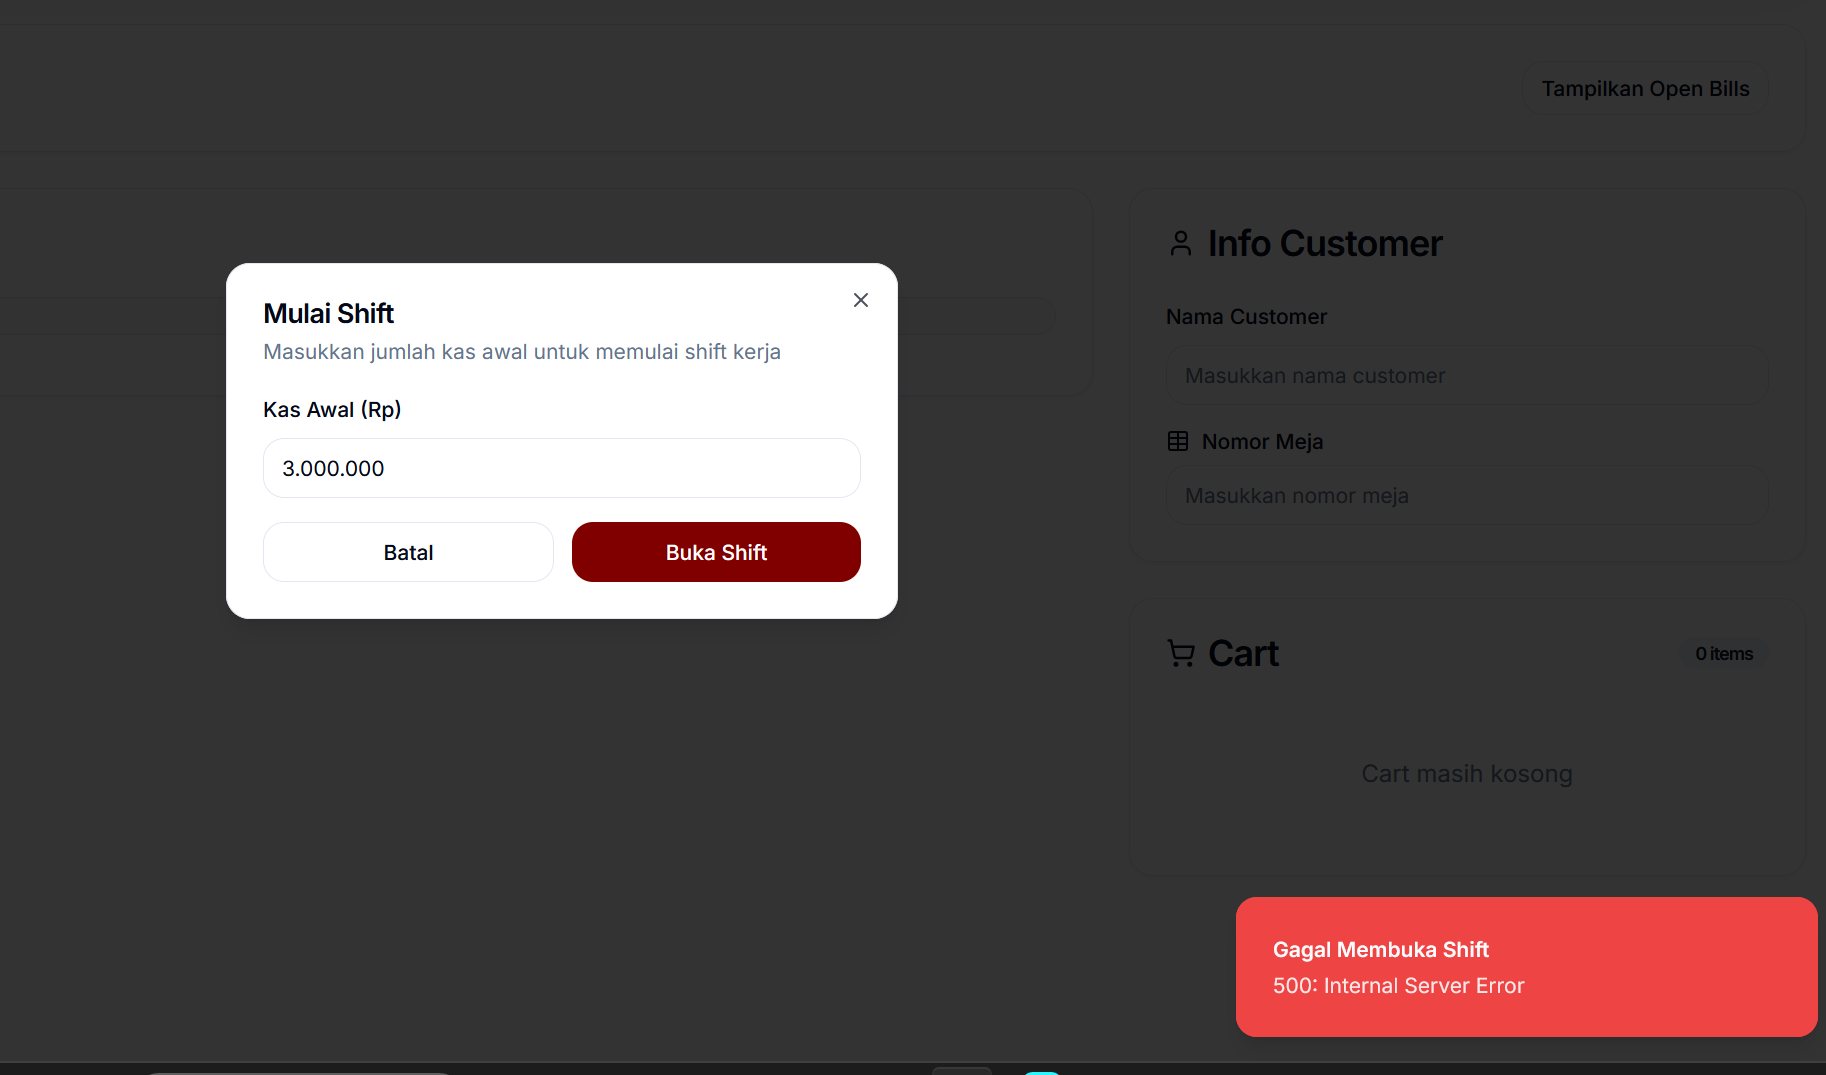 Tampilkan Open Bills
Mulai Shift
Masukkan jumlah kas awal untuk memulai shift kerja
Kas Awal (Rp)
3.000.000
Batal
Buka Shift
Info Customer
Nama Customer
Masukkan nama customer
Nomor Meja
Masukkan nomor meja
Cart
0 items
Cart masih kosong
Gagal Membuka Shift
500: Internal Server Error